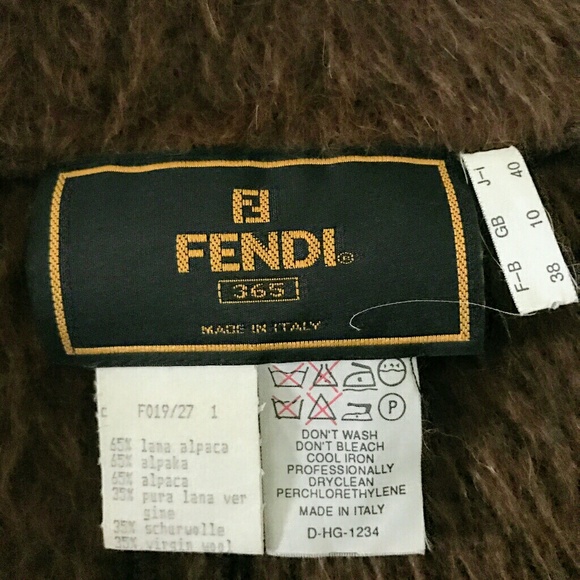 FENDI®
365
MADE IN ITALY
J-I 40
GB 10
F-B 38
c F019/27 1
65% lama alpaca
65% alpaka
65% alpaca
35% pura lana ver
gine
35% schurwolle
35% virgin wool
P
DON'T WASH
DON'T BLEACH
COOL IRON
PROFESSIONALLY
DRYCLEAN
PERCHLORETHYLENE
MADE IN ITALY
D-HG-1234